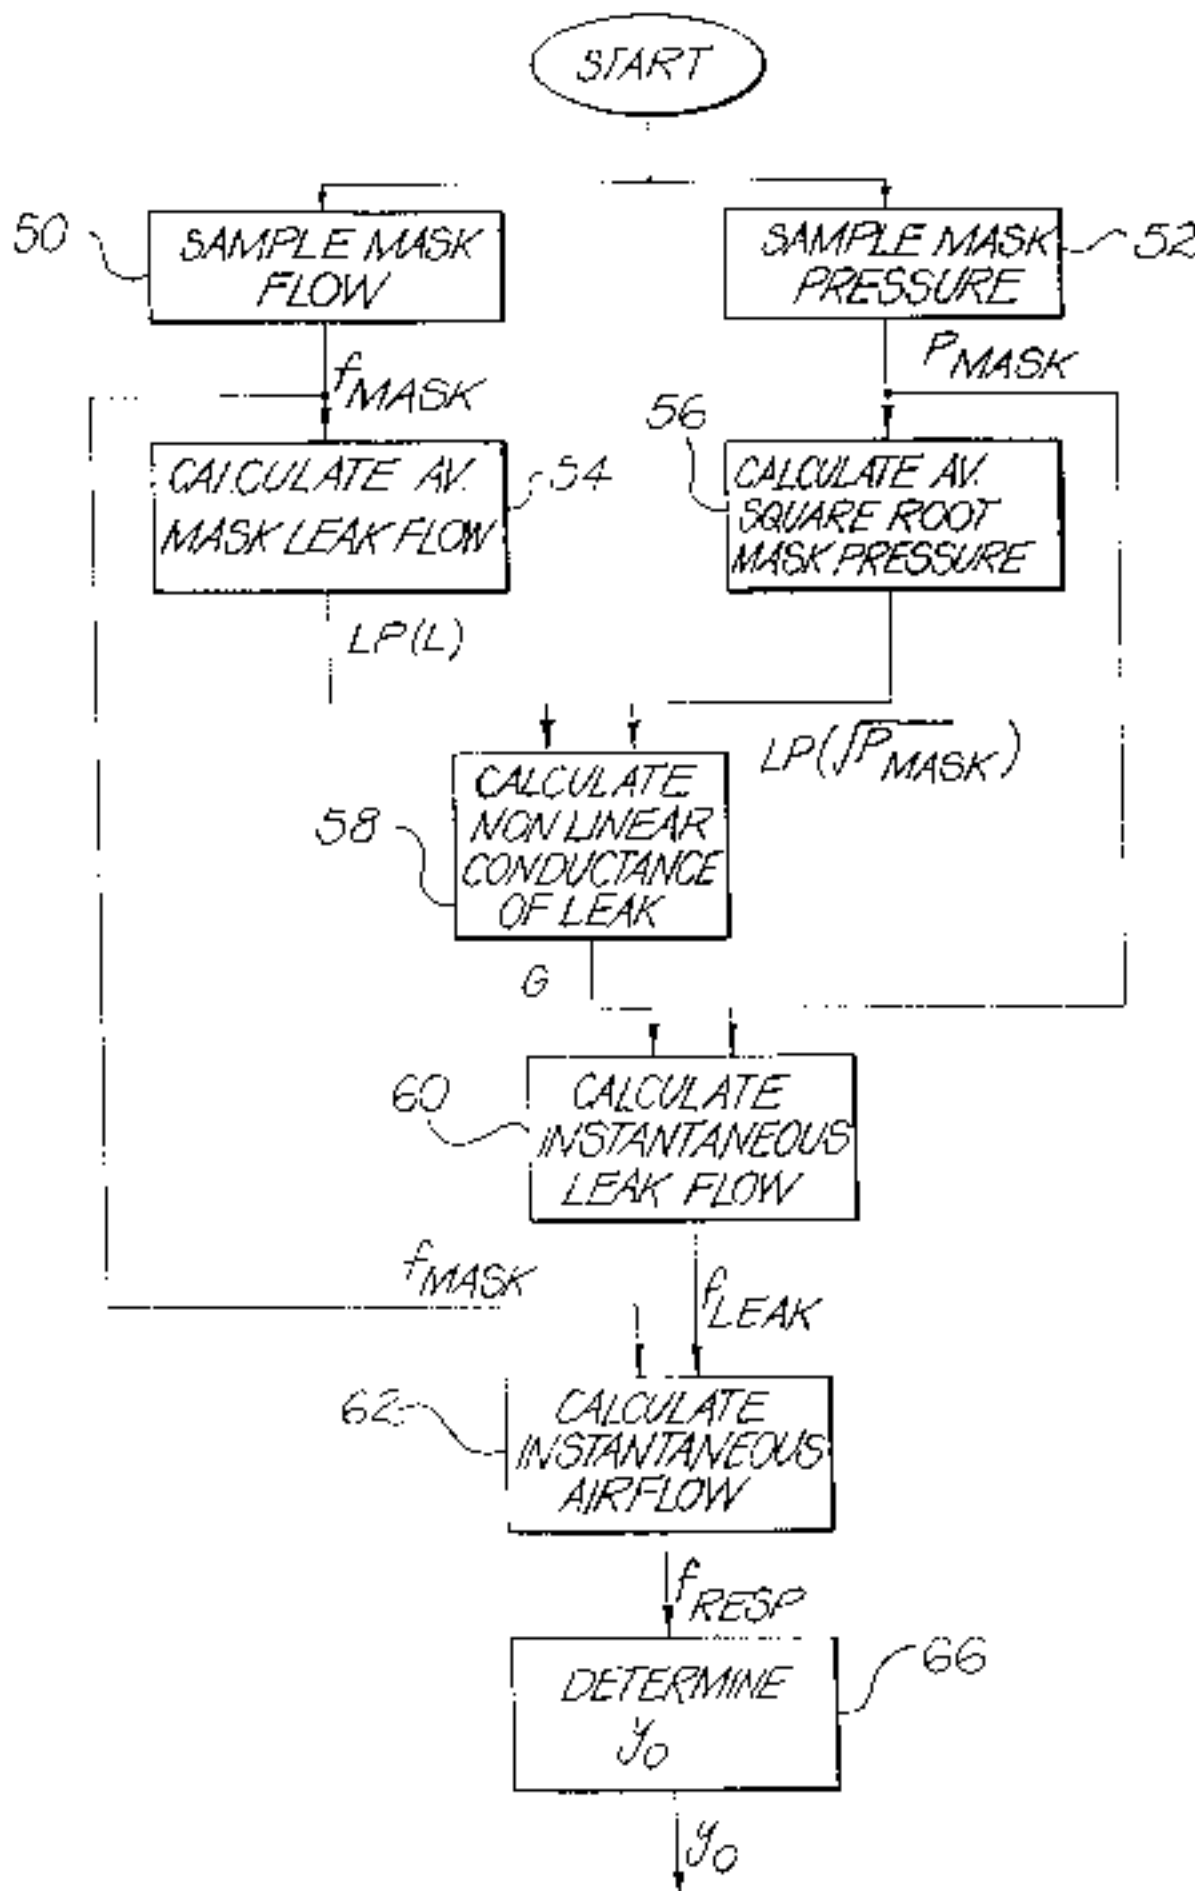 START
50
SAMPLE MASK
FLOW
SAMPLE MASK
PRESSURE
52
fMASK
PMASK
CALCULATE AV.
MASK LEAK FLOW
54
56
CALCULATE AV.
SQUARE ROOT
MASK PRESSURE
LP(L)
LP(√PMASK)
58
CALCULATE
NON LINEAR
CONDUCTANCE
OF LEAK
G
60
CALCULATE
INSTANTANEOUS
LEAK FLOW
fMASK
fLEAK
62
CALCULATE
INSTANTANEOUS
AIRFLOW
fRESP
DETERMINE
y0
66
y0